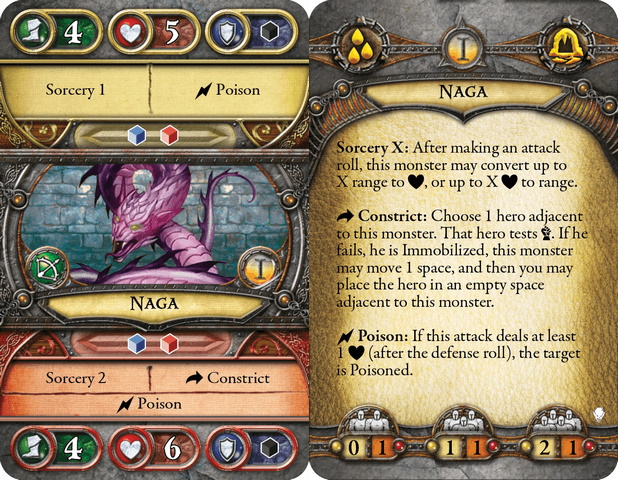 4 5
Sorcery 1 Poison
I
NAGA
Sorcery 2 Constrict
Poison
4 6
I
NAGA
Sorcery X: After making an attack
roll, this monster may convert up to
X range to ♥, or up to X ♥ to range.
Constrict: Choose 1 hero adjacent
to this monster. That hero tests . If he
fails, he is Immobilized, this monster
may move 1 space, and then you may
place the hero in an empty space
adjacent to this monster.
Poison: If this attack deals at least
1 ♥ (after the defense roll), the target
is Poisoned.
0 1 1 1 2 1